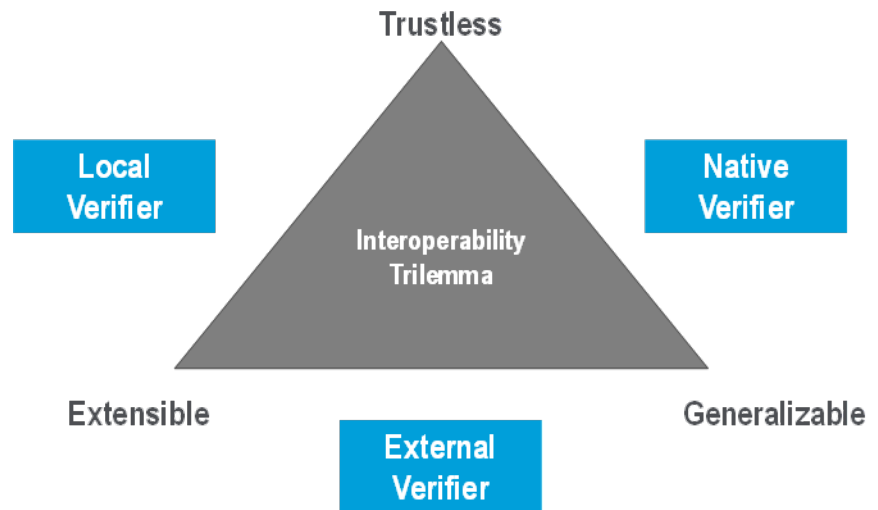 Trustless
Local
Verifier
Native
Verifier
Interoperability
Trilemma
Extensible
Generalizable
External
Verifier